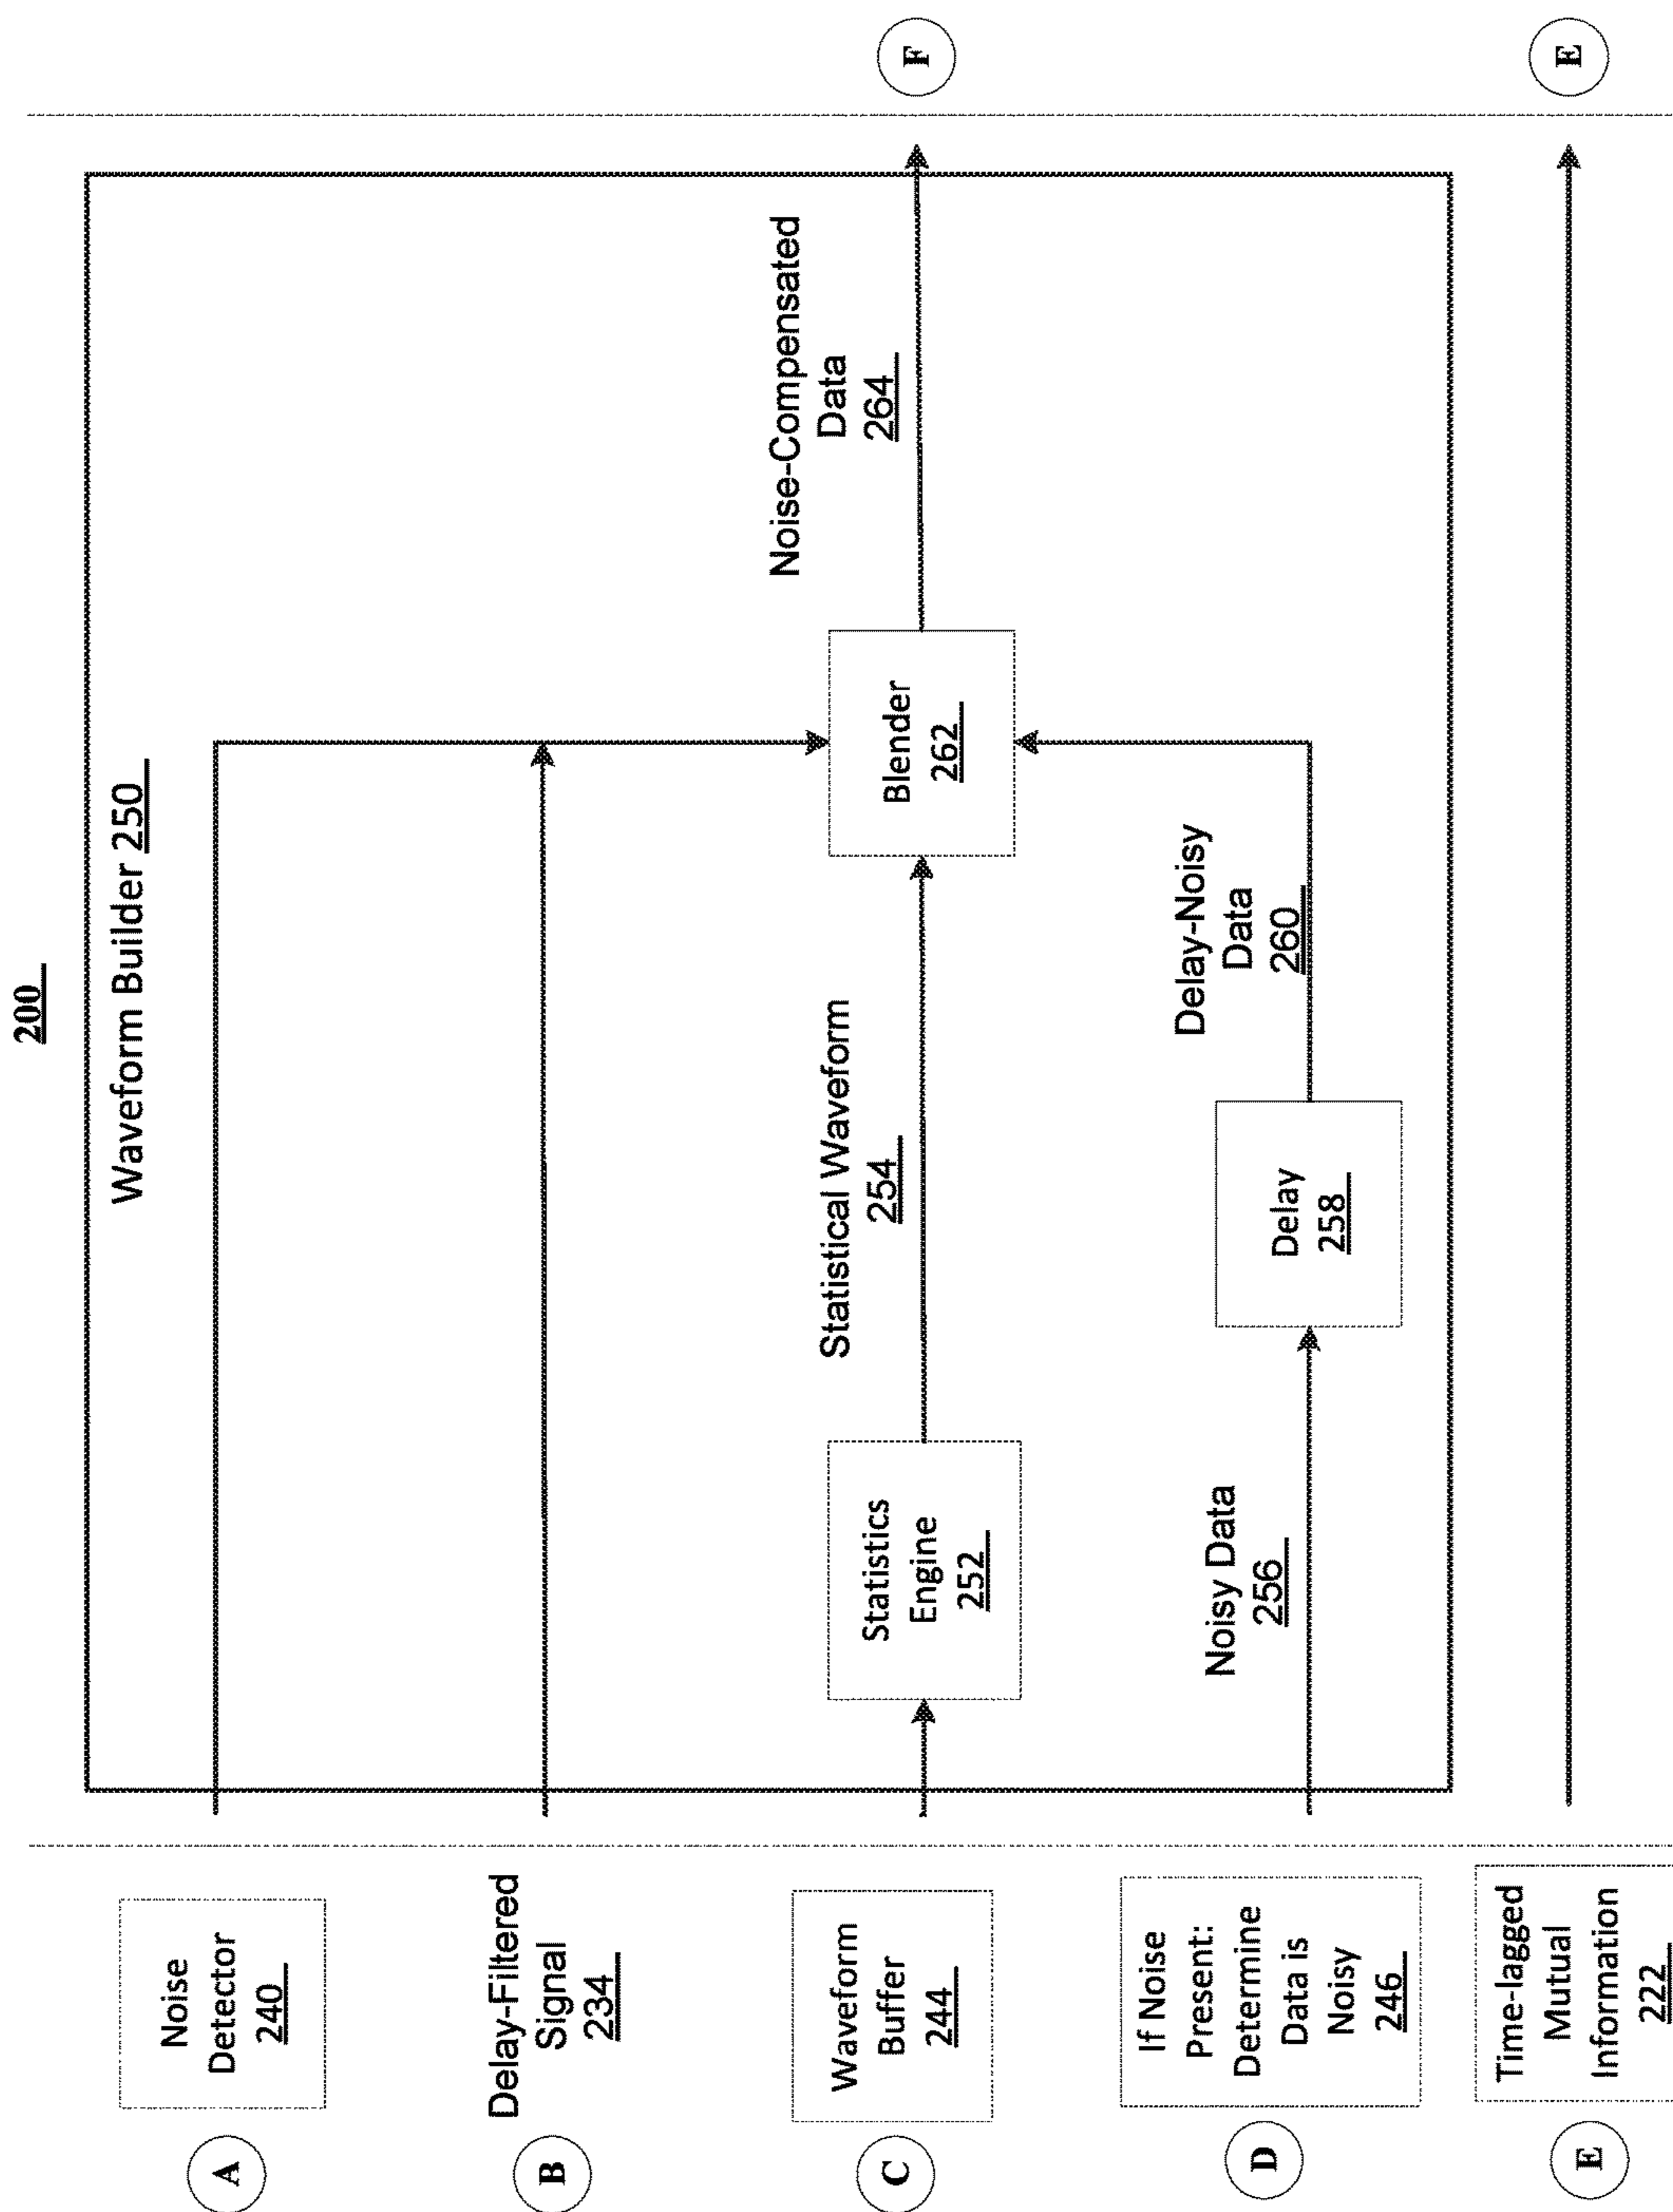 200
Waveform Builder 250
A
Noise
Detector
240
B
Delay-Filtered
Signal
234
C
Waveform
Buffer
244
Statistics
Engine
252
Statistical Waveform
254
Blender
262
Noise-Compensated
Data
264
F
D
If Noise
Present:
Determine
Data is
Noisy
246
Noisy Data
256
Delay
258
Delay-Noisy
Data
260
E
Time-lagged
Mutual
Information
222
E